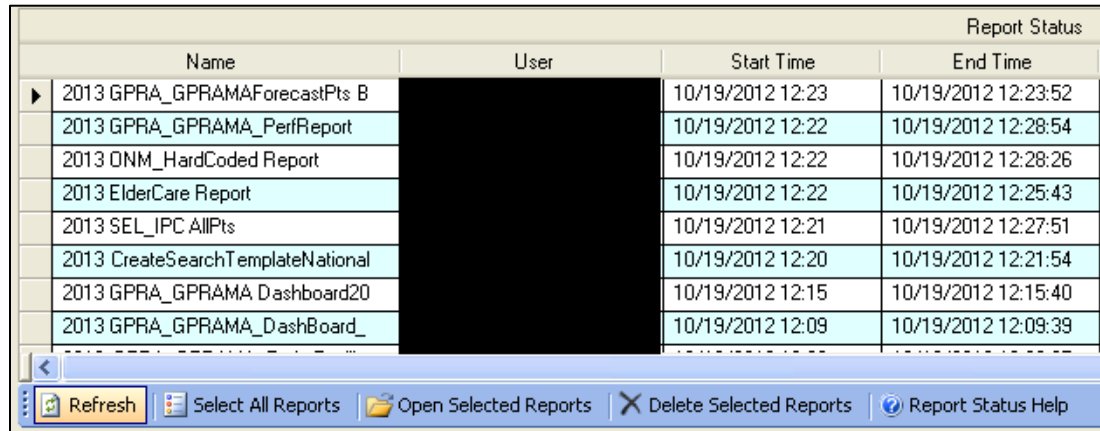 Report Status
Name User Start Time End Time
2013 GPRA_GPRAMAForecastPts B 10/19/2012 12:23 10/19/2012 12:23:52
2013 GPRA_GPRAMA_PerfReport 10/19/2012 12:22 10/19/2012 12:28:54
2013 ONM_HardCoded Report 10/19/2012 12:22 10/19/2012 12:28:26
2013 ElderCare Report 10/19/2012 12:22 10/19/2012 12:25:43
2013 SEL_IPC AllPts 10/19/2012 12:21 10/19/2012 12:27:51
2013 CreateSearchTemplateNational 10/19/2012 12:20 10/19/2012 12:21:54
2013 GPRA_GPRAMA Dashboard20 10/19/2012 12:15 10/19/2012 12:15:40
2013 GPRA_GPRAMA_DashBoard_ 10/19/2012 12:09 10/19/2012 12:09:39
Refresh Select All Reports Open Selected Reports Delete Selected Reports Report Status Help